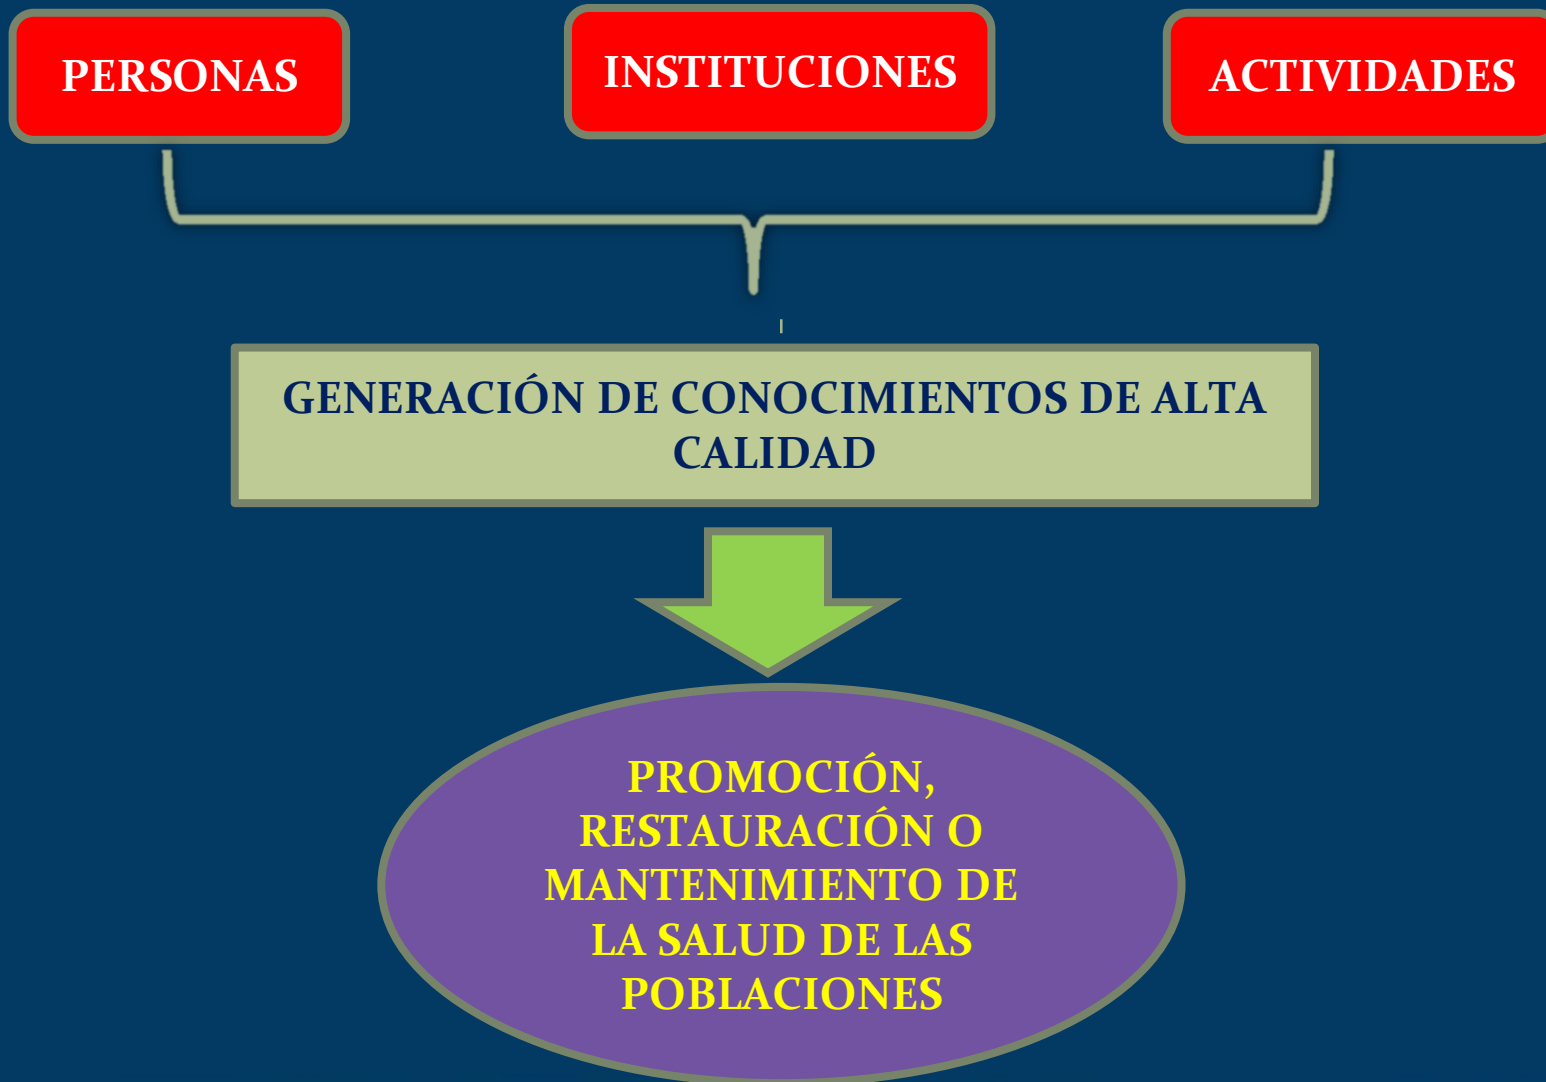 PERSONAS
INSTITUCIONES
ACTIVIDADES
GENERACIÓN DE CONOCIMIENTOS DE ALTA
CALIDAD
PROMOCIÓN,
RESTAURACIÓN O
MANTENIMIENTO DE
LA SALUD DE LAS
POBLACIONES